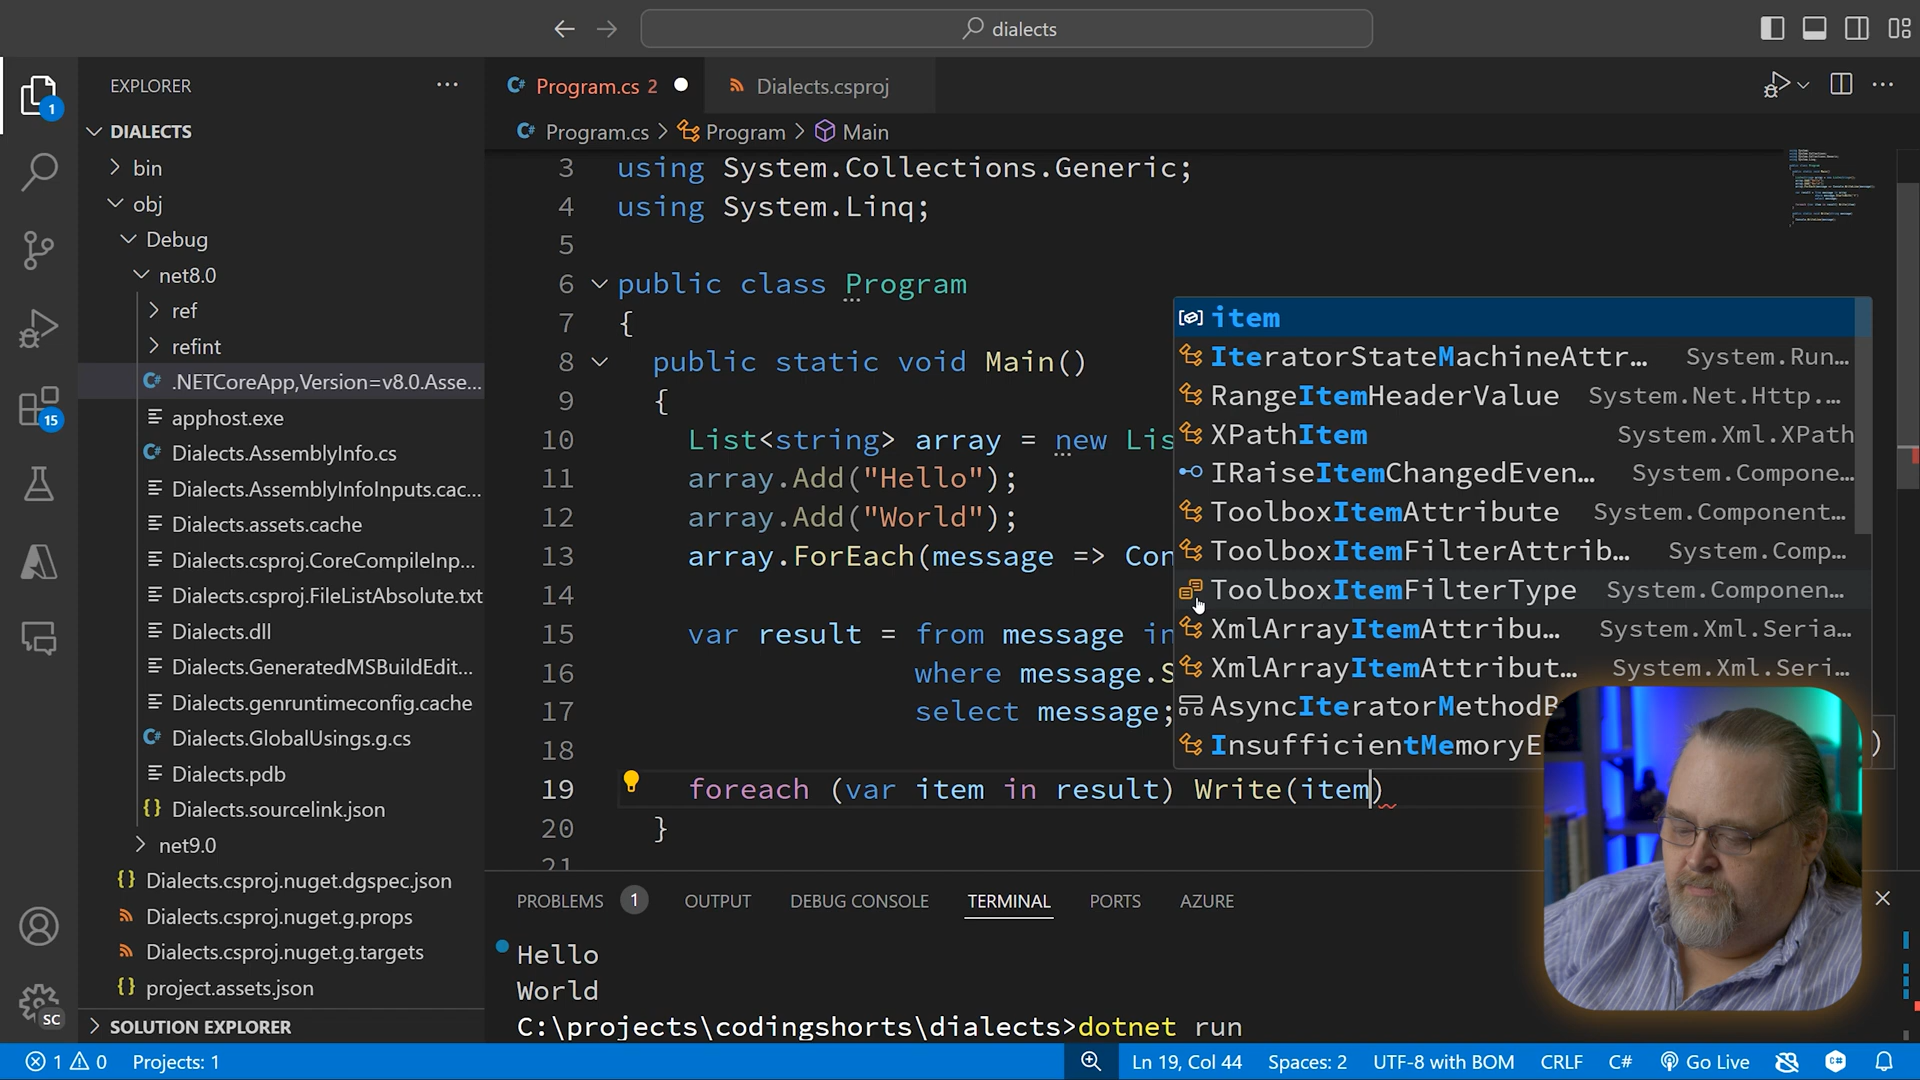 dialects
EXPLORER
Program.cs 2
Dialects.csproj
DIALECTS
Program.cs > Program > Main
bin
obj
Debug
net8.0
ref
refint
.NETCoreApp,Version=v8.0.Asse...
apphost.exe
Dialects.AssemblyInfo.cs
Dialects.AssemblyInfoInputs.cac...
Dialects.assets.cache
Dialects.csproj.CoreCompileInp...
Dialects.csproj.FileListAbsolute.txt
Dialects.dll
Dialects.GeneratedMSBuildEdit...
Dialects.genruntimeconfig.cache
Dialects.GlobalUsings.g.cs
Dialects.pdb
Dialects.sourcelink.json
net9.0
Dialects.csproj.nuget.dgspec.json
Dialects.csproj.nuget.g.props
Dialects.csproj.nuget.g.targets
project.assets.json
SOLUTION EXPLORER
1
15
SC
3 using System.Collections.Generic;
4 using System.Linq;
5
6 public class Program
7 {
8 public static void Main()
9 {
10 List<string> array = new Lis
11 array.Add("Hello");
12 array.Add("World");
13 array.ForEach(message => Con
14
15 var result = from message in
16 where message.S
17 select message;
18
19 foreach (var item in result) Write(item)
20 }
21
item
IteratorStateMachineAttr... System.Run...
RangeItemHeaderValue System.Net.Http....
XPathItem System.Xml.XPath
IRaiseItemChangedEven... System.Compone...
ToolboxItemAttribute System.Component...
ToolboxItemFilterAttrib... System.Comp...
ToolboxItemFilterType System.Componen...
XmlArrayItemAttribu... System.Xml.Seria...
XmlArrayItemAttribut... System.Xml.Seri...
AsyncIteratorMethodB
InsufficientMemoryE
)
PROBLEMS 1 OUTPUT DEBUG CONSOLE TERMINAL PORTS AZURE
Hello
World
C:\projects\codingshorts\dialects>dotnet run
1 0 Projects: 1 Ln 19, Col 44 Spaces: 2 UTF-8 with BOM CRLF C# Go Live